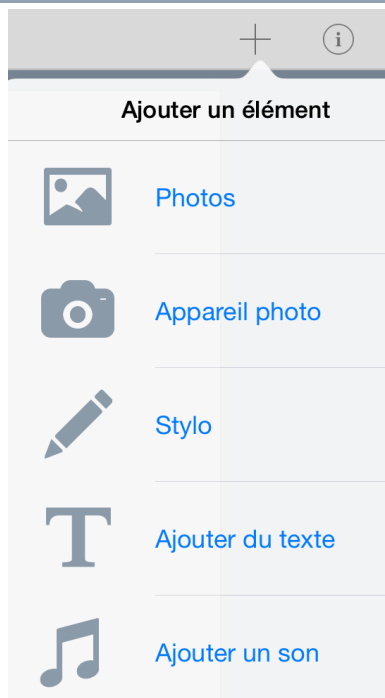 Ajouter un élément
Photos
Appareil photo
Stylo
Ajouter du texte
Ajouter un son